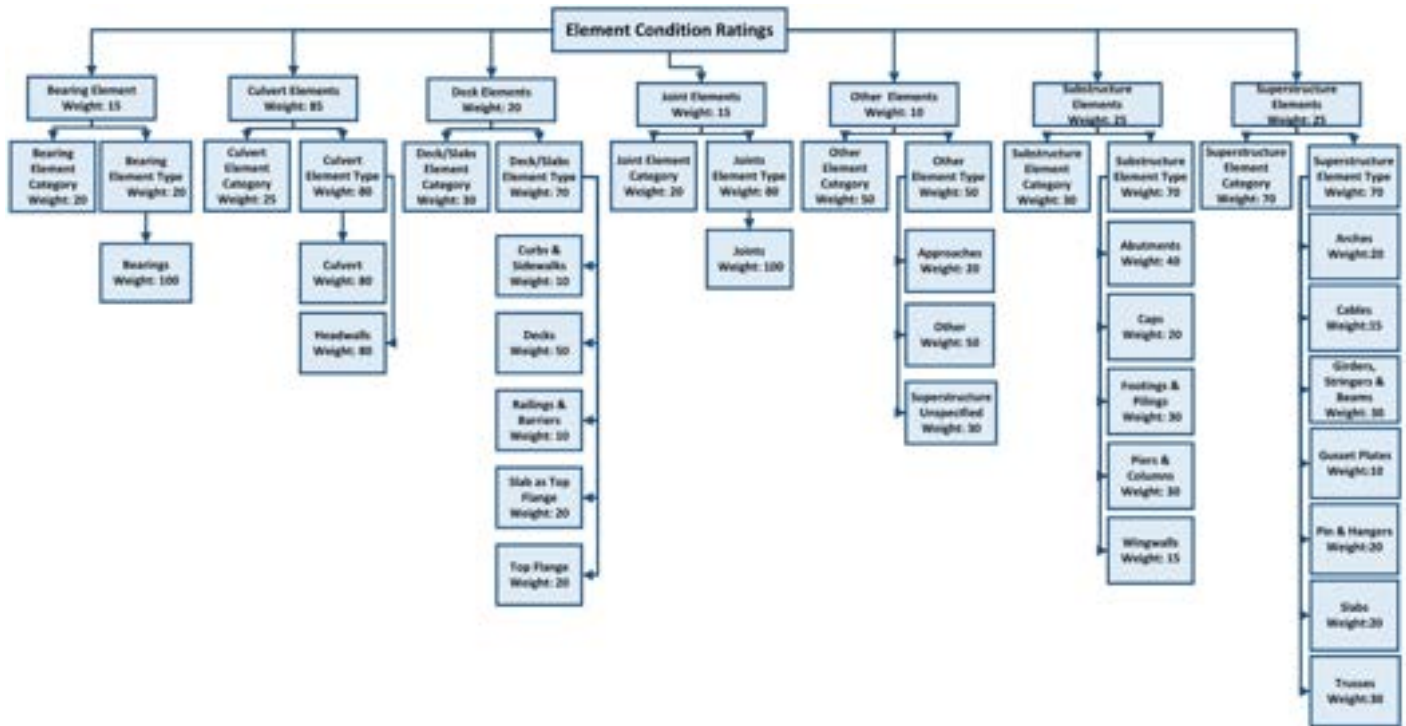 Element Condition Ratings
Bearing Element
Weight: 15
Culvert Elements
Weight: 85
Deck Elements
Weight: 20
Joint Elements
Weight: 15
Other Elements
Weight: 10
Substructure
Elements
Weight: 25
Superstructure
Elements
Weight: 25
Bearing
Element
Category
Weight: 20
Bearing
Element Type
Weight: 20
Culvert
Element
Category
Weight: 25
Culvert
Element Type
Weight: 80
Deck/Slabs
Element
Category
Weight: 30
Deck/Slabs
Element Type
Weight: 70
Joint Element
Category
Weight: 20
Joints
Element Type
Weight: 80
Other
Element
Category
Weight: 50
Other
Element Type
Weight: 50
Substructure
Element
Category
Weight: 30
Substructure
Element Type
Weight: 70
Superstructure
Element
Category
Weight: 70
Superstructure
Element Type
Weight: 70
Bearings
Weight: 100
Culvert
Weight: 80
Headwalls
Weight: 80
Curbs &
Sidewalks
Weight: 10
Decks
Weight: 50
Railings &
Barriers
Weight: 10
Slab as Top
Flange
Weight: 20
Top Flange
Weight: 20
Joints
Weight: 100
Approaches
Weight:
Other
Weight: 50
Superstructure
Unspecified
Weight: 30
Abutments
Weight: 40
Caps
Weight: 20
Footings &
Pilings
Weight: 30
Piers &
Columns
Weight: 30
Wingwalls
Weight: 15
Arches
Weight:20
Cables
Weight:15
Girders,
Stringers &
Beams
Weight: 30
Gusset Plates
Weight:10
Pin & Hangers
Weight:20
Slabs
Weight:20
Trusses
Weight:30